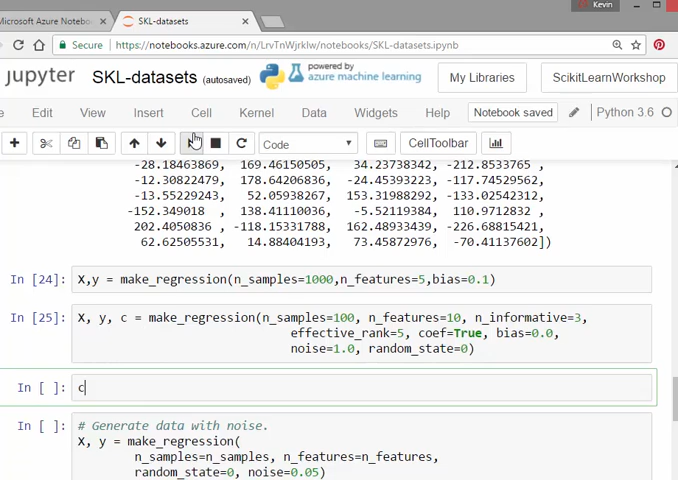 Kevin
Microsoft Azure Noteb × SKL-datasets ×
Secure https://notebooks.azure.com/n/LrvTnWjrklw/notebooks/SKL-datasets.ipynb
jupyter SKL-datasets (autosaved) powered by azure machine learning My Libraries ScikitLearnWorkshop
Edit View Insert Cell Kernel Data Widgets Help Notebook saved Python 3.6
Code CellToolbar
-28.18463869, 169.46150505, 34.23738342, -212.8533765 ,
-12.30822479, 178.64206836, -24.45393223, -117.74529562,
-13.55229243, 52.05938267, 153.31988292, -133.02542312,
-152.349018 , 138.41110036, -5.52119384, 110.9712832 ,
202.4050836 , -118.15331788, 162.48933439, -226.68815421,
62.62505531, 14.88404193, 73.45872976, -70.41137602])
In [24]: X,y = make_regression(n_samples=1000,n_features=5,bias=0.1)
In [25]: X, y, c = make_regression(n_samples=100, n_features=10, n_informative=3,
effective_rank=5, coef=True, bias=0.0,
noise=1.0, random_state=0)
In [ ]: c
In [ ]: # Generate data with noise.
X, y = make_regression(
n_samples=n_samples, n_features=n_features,
random_state=0, noise=0.05)